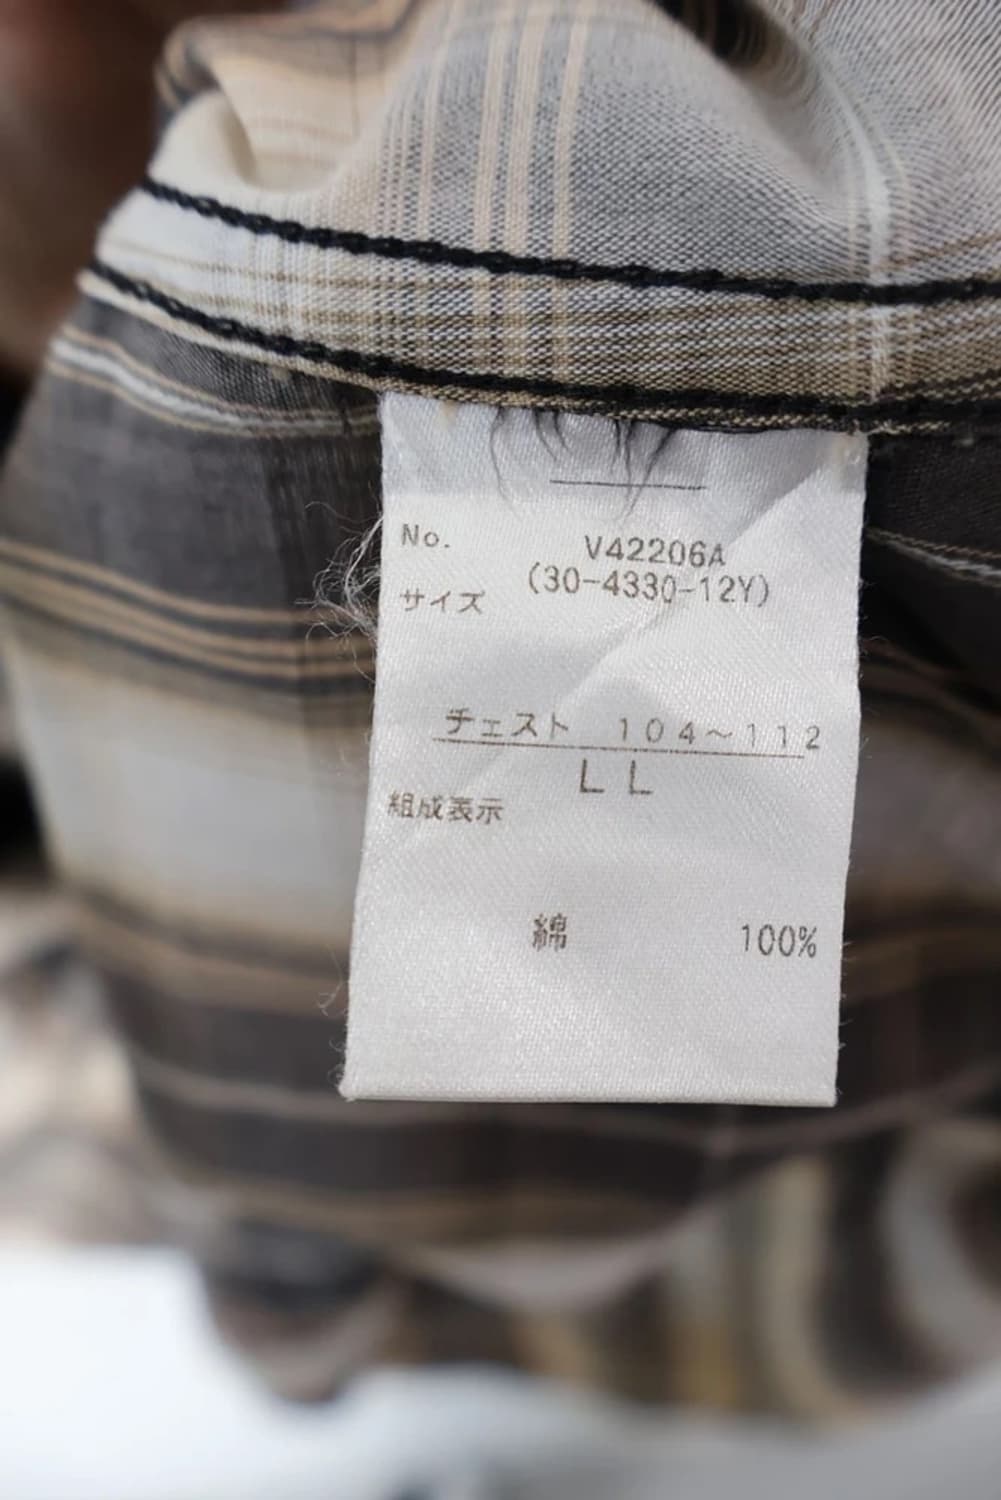 No. V42206A
(30-4330-12Y)
サイズ
チェスト 104~112
LL
組成表示
綿 100%